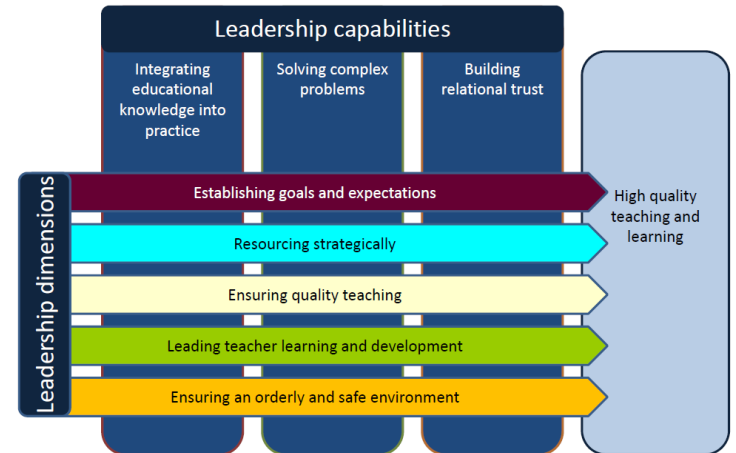 Leadership capabilities
Integrating
educational
knowledge into
practice
Solving complex
problems
Building
relational trust
Leadership dimensions
Establishing goals and expectations
Resourcing strategically
Ensuring quality teaching
Leading teacher learning and development
Ensuring an orderly and safe environment
High quality
teaching and
learning